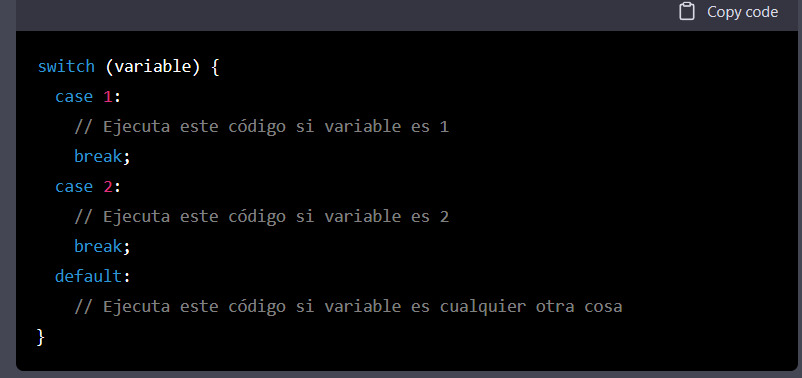 Copy code
switch (variable) {
  case 1:
    // Ejecuta este código si variable es 1
    break;
  case 2:
    // Ejecuta este código si variable es 2
    break;
  default:
    // Ejecuta este código si variable es cualquier otra cosa
}